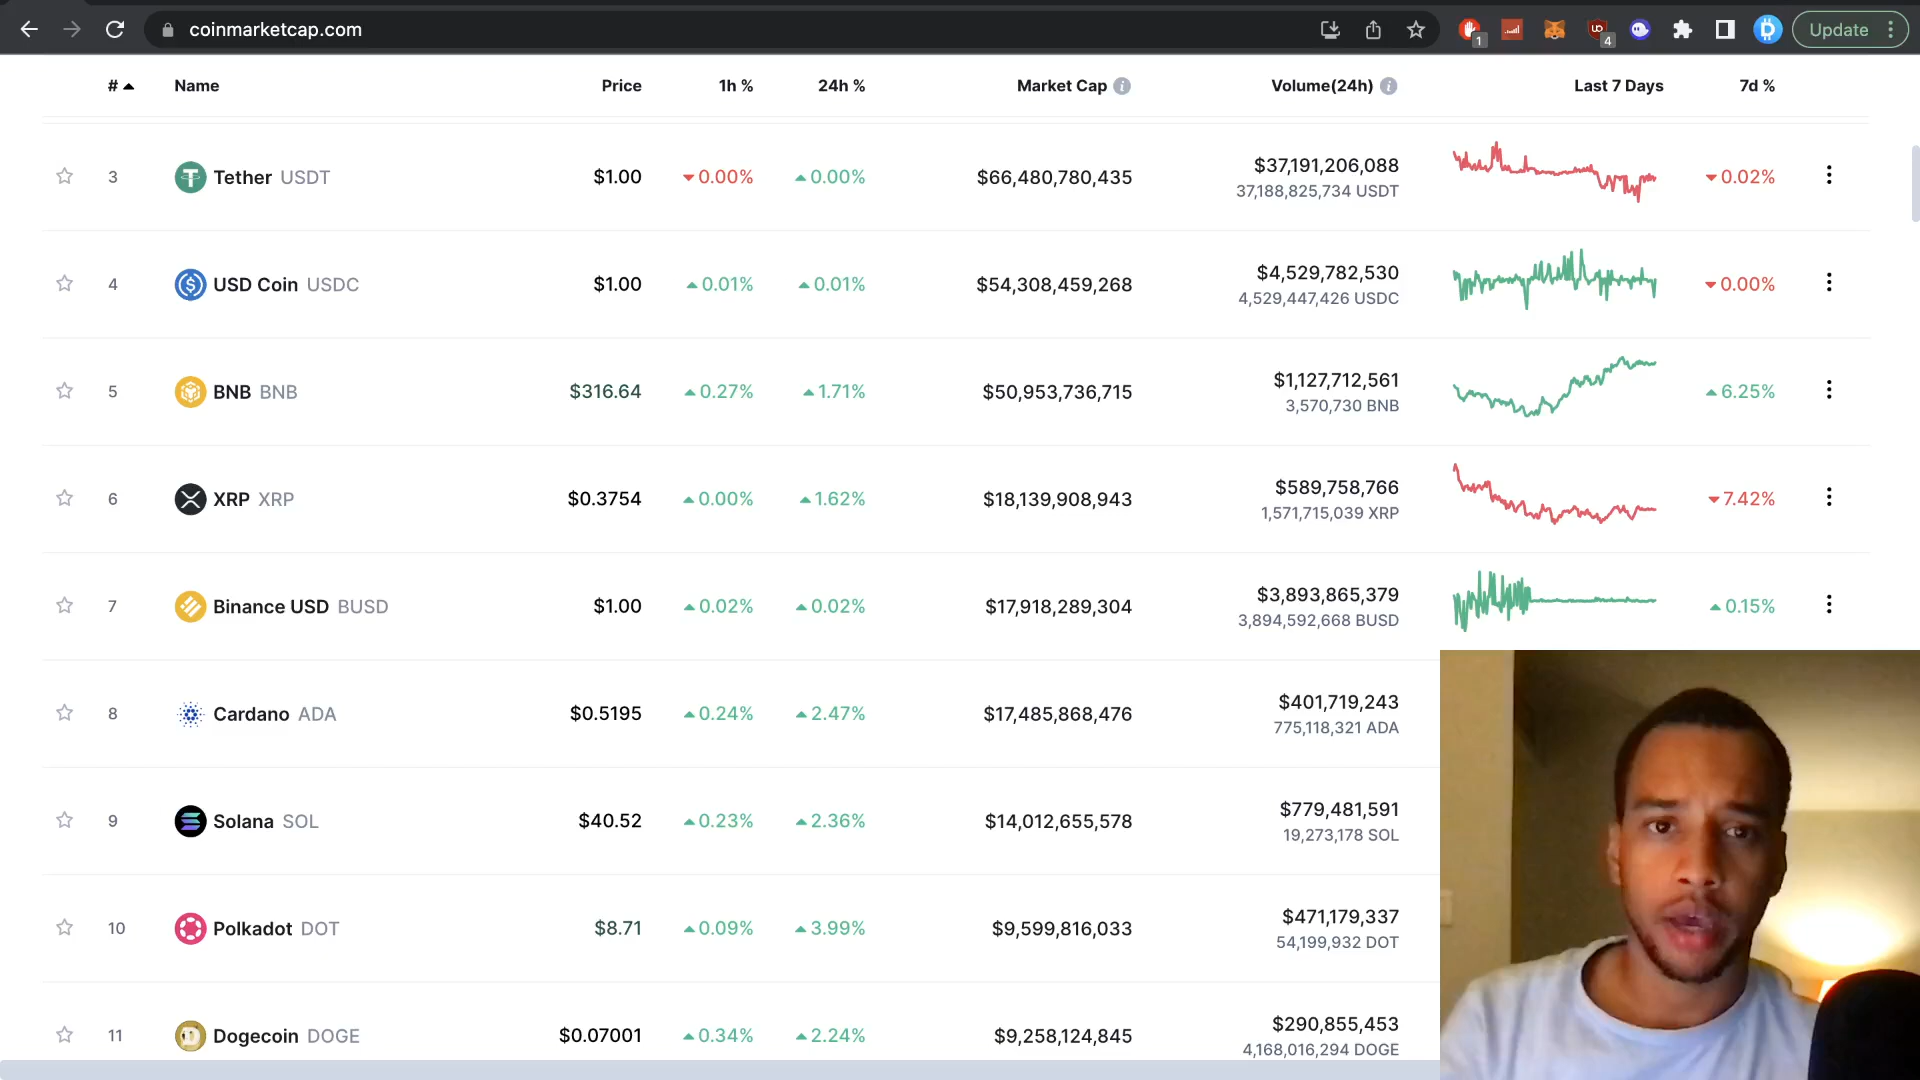 coinmarketcap.com
1
4
Update
# Name Price 1h % 24h % Market Cap Volume(24h) Last 7 Days 7d %
3 Tether USDT $1.00 0.00% 0.00% $66,480,780,435 $37,191,206,088 0.02%
37,188,825,734 USDT
4 USD Coin USDC $1.00 0.01% 0.01% $54,308,459,268 $4,529,782,530 0.00%
4,529,447,426 USDC
5 BNB BNB $316.64 0.27% 1.71% $50,953,736,715 $1,127,712,561 6.25%
3,570,730 BNB
6 XRP XRP $0.3754 0.00% 1.62% $18,139,908,943 $589,758,766 7.42%
1,571,715,039 XRP
7 Binance USD BUSD $1.00 0.02% 0.02% $17,918,289,304 $3,893,865,379 0.15%
3,894,592,668 BUSD
8 Cardano ADA $0.5195 0.24% 2.47% $17,485,868,476 $401,719,243
775,118,321 ADA
9 Solana SOL $40.52 0.23% 2.36% $14,012,655,578 $779,481,591
19,273,178 SOL
10 Polkadot DOT $8.71 0.09% 3.99% $9,599,816,033 $471,179,337
54,199,932 DOT
11 Dogecoin DOGE $0.07001 0.34% 2.24% $9,258,124,845 $290,855,453
4,168,016,294 DOGE